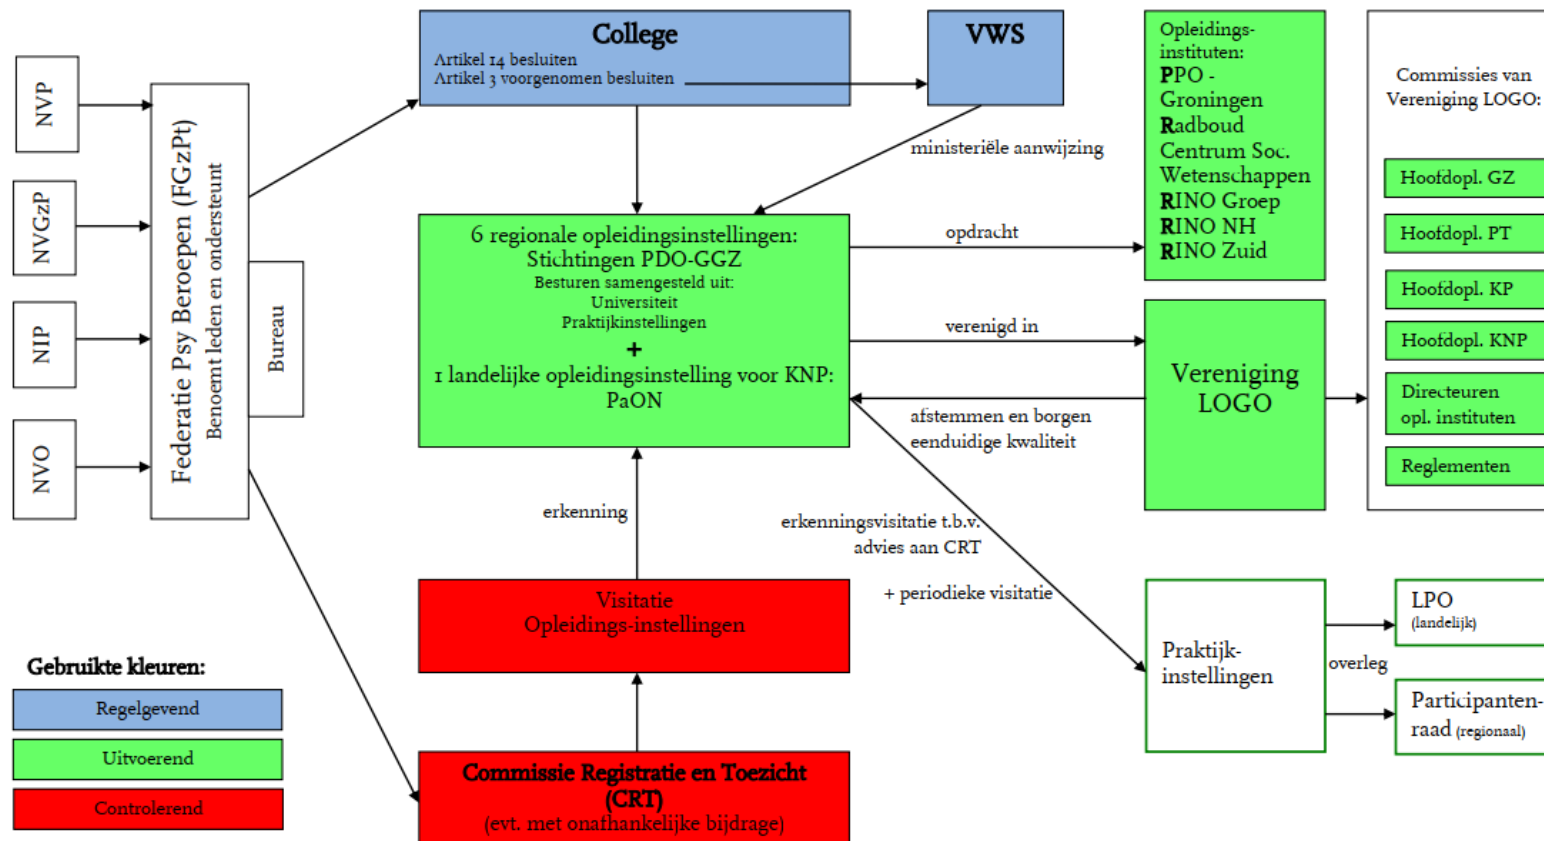 College
Artikel 14 besluiten
Artikel 3 voorgenomen besluiten
VWS
Opleidings-
instituten:
PPO -
Groningen
Radboud
Centrum Soc.
Wetenschappen
RINO Groep
RINO NH
RINO Zuid
Commissies van
Vereniging LOGO:
Hoofdopl. GZ
Hoofdopl. PT
Hoofdopl. KP
Hoofdopl. KNP
Directeuren
opl. instituten
Reglementen
NVP
NVGzP
NIP
NVO
Federatie Psy Beroepen (FGzPt)
Benoemt leden en ondersteunt
Bureau
ministeriële aanwijzing
6 regionale opleidingsinstellingen:
Stichtingen PDO-GGZ
Besturen samengesteld uit:
Universiteit
Praktijkinstellingen
+
1 landelijke opleidingsinstelling voor KNP:
PaON
opdracht
verenigd in
Vereniging
LOGO
afstemmen en borgen
eenduidige kwaliteit
erkenning
erkenningsvisitatie t.b.v.
advies aan CRT
+ periodieke visitatie
Visitatie
Opleidings-instellingen
Praktijk-
instellingen
overleg
LPO
(landelijk)
Participanten-
raad (regionaal)
Commissie Registratie en Toezicht
(CRT)
(evt. met onafhankelijke bijdrage)
Gebruikte kleuren:
Regelgevend
Uitvoerend
Controlerend